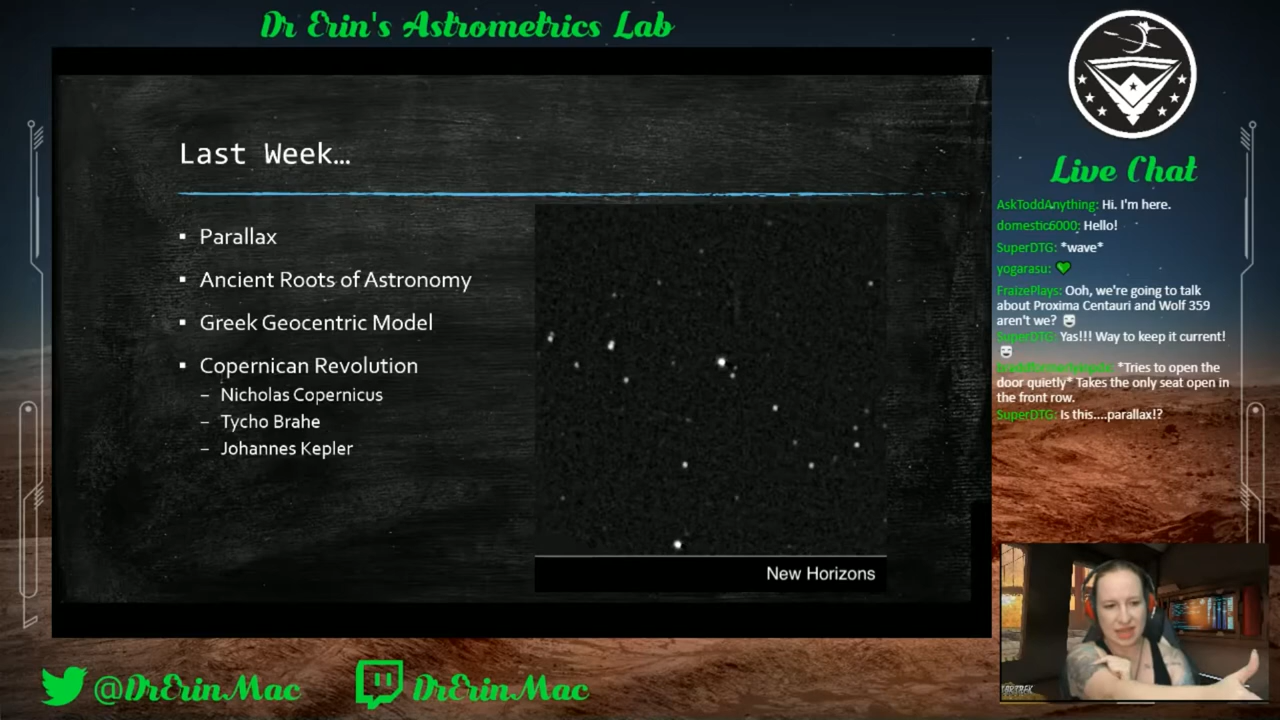 Dr Erin's Astrometrics Lab
Last Week…
▪ Parallax
▪ Ancient Roots of Astronomy
▪ Greek Geocentric Model
▪ Copernican Revolution
– Nicholas Copernicus
– Tycho Brahe
– Johannes Kepler
New Horizons
Live Chat
AskToddAnything: Hi. I'm here.
domestic6000: Hello!
SuperDTG: *wave*
yogarasu: 💚
FraizePlays: Ooh, we're going to talk
about Proxima Centauri and Wolf 359
aren't we?
SuperDTG: Yas!!! Way to keep it current!
*Tries to open the
door quietly* Takes the only seat open in
the front row.
SuperDTG: Is this....parallax!?
@DrErinMac
DrErinMac